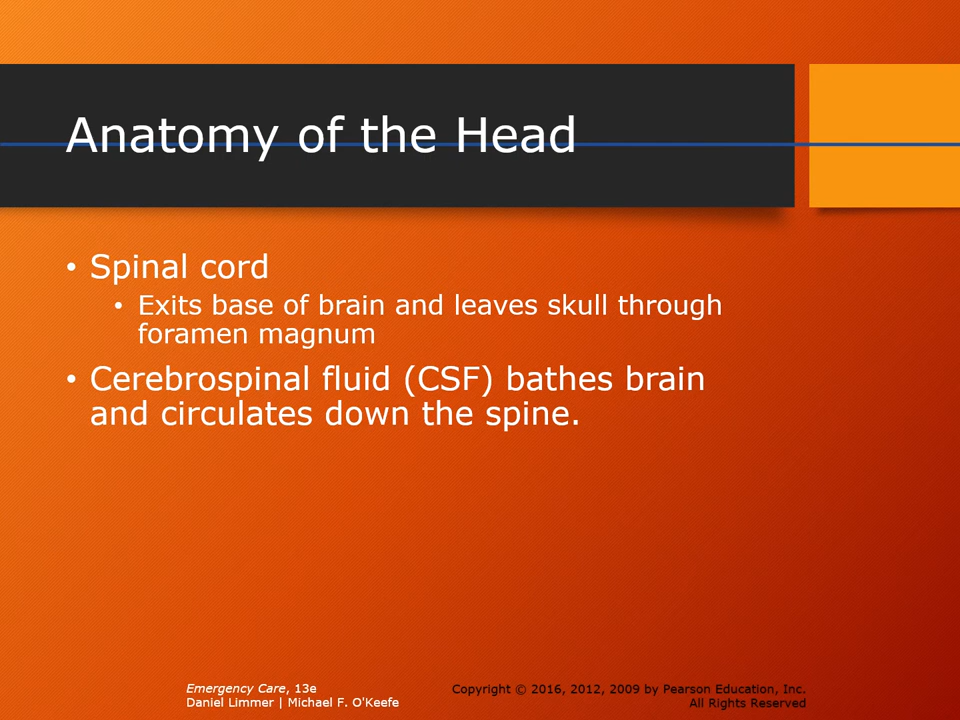 Anatomy of the Head
• Spinal cord
• Exits base of brain and leaves skull through
foramen magnum
• Cerebrospinal fluid (CSF) bathes brain
and circulates down the spine.
Emergency Care, 13e
Daniel Limmer | Michael F. O'Keefe
Copyright © 2016, 2012, 2009 by Pearson Education, Inc.
All Rights Reserved